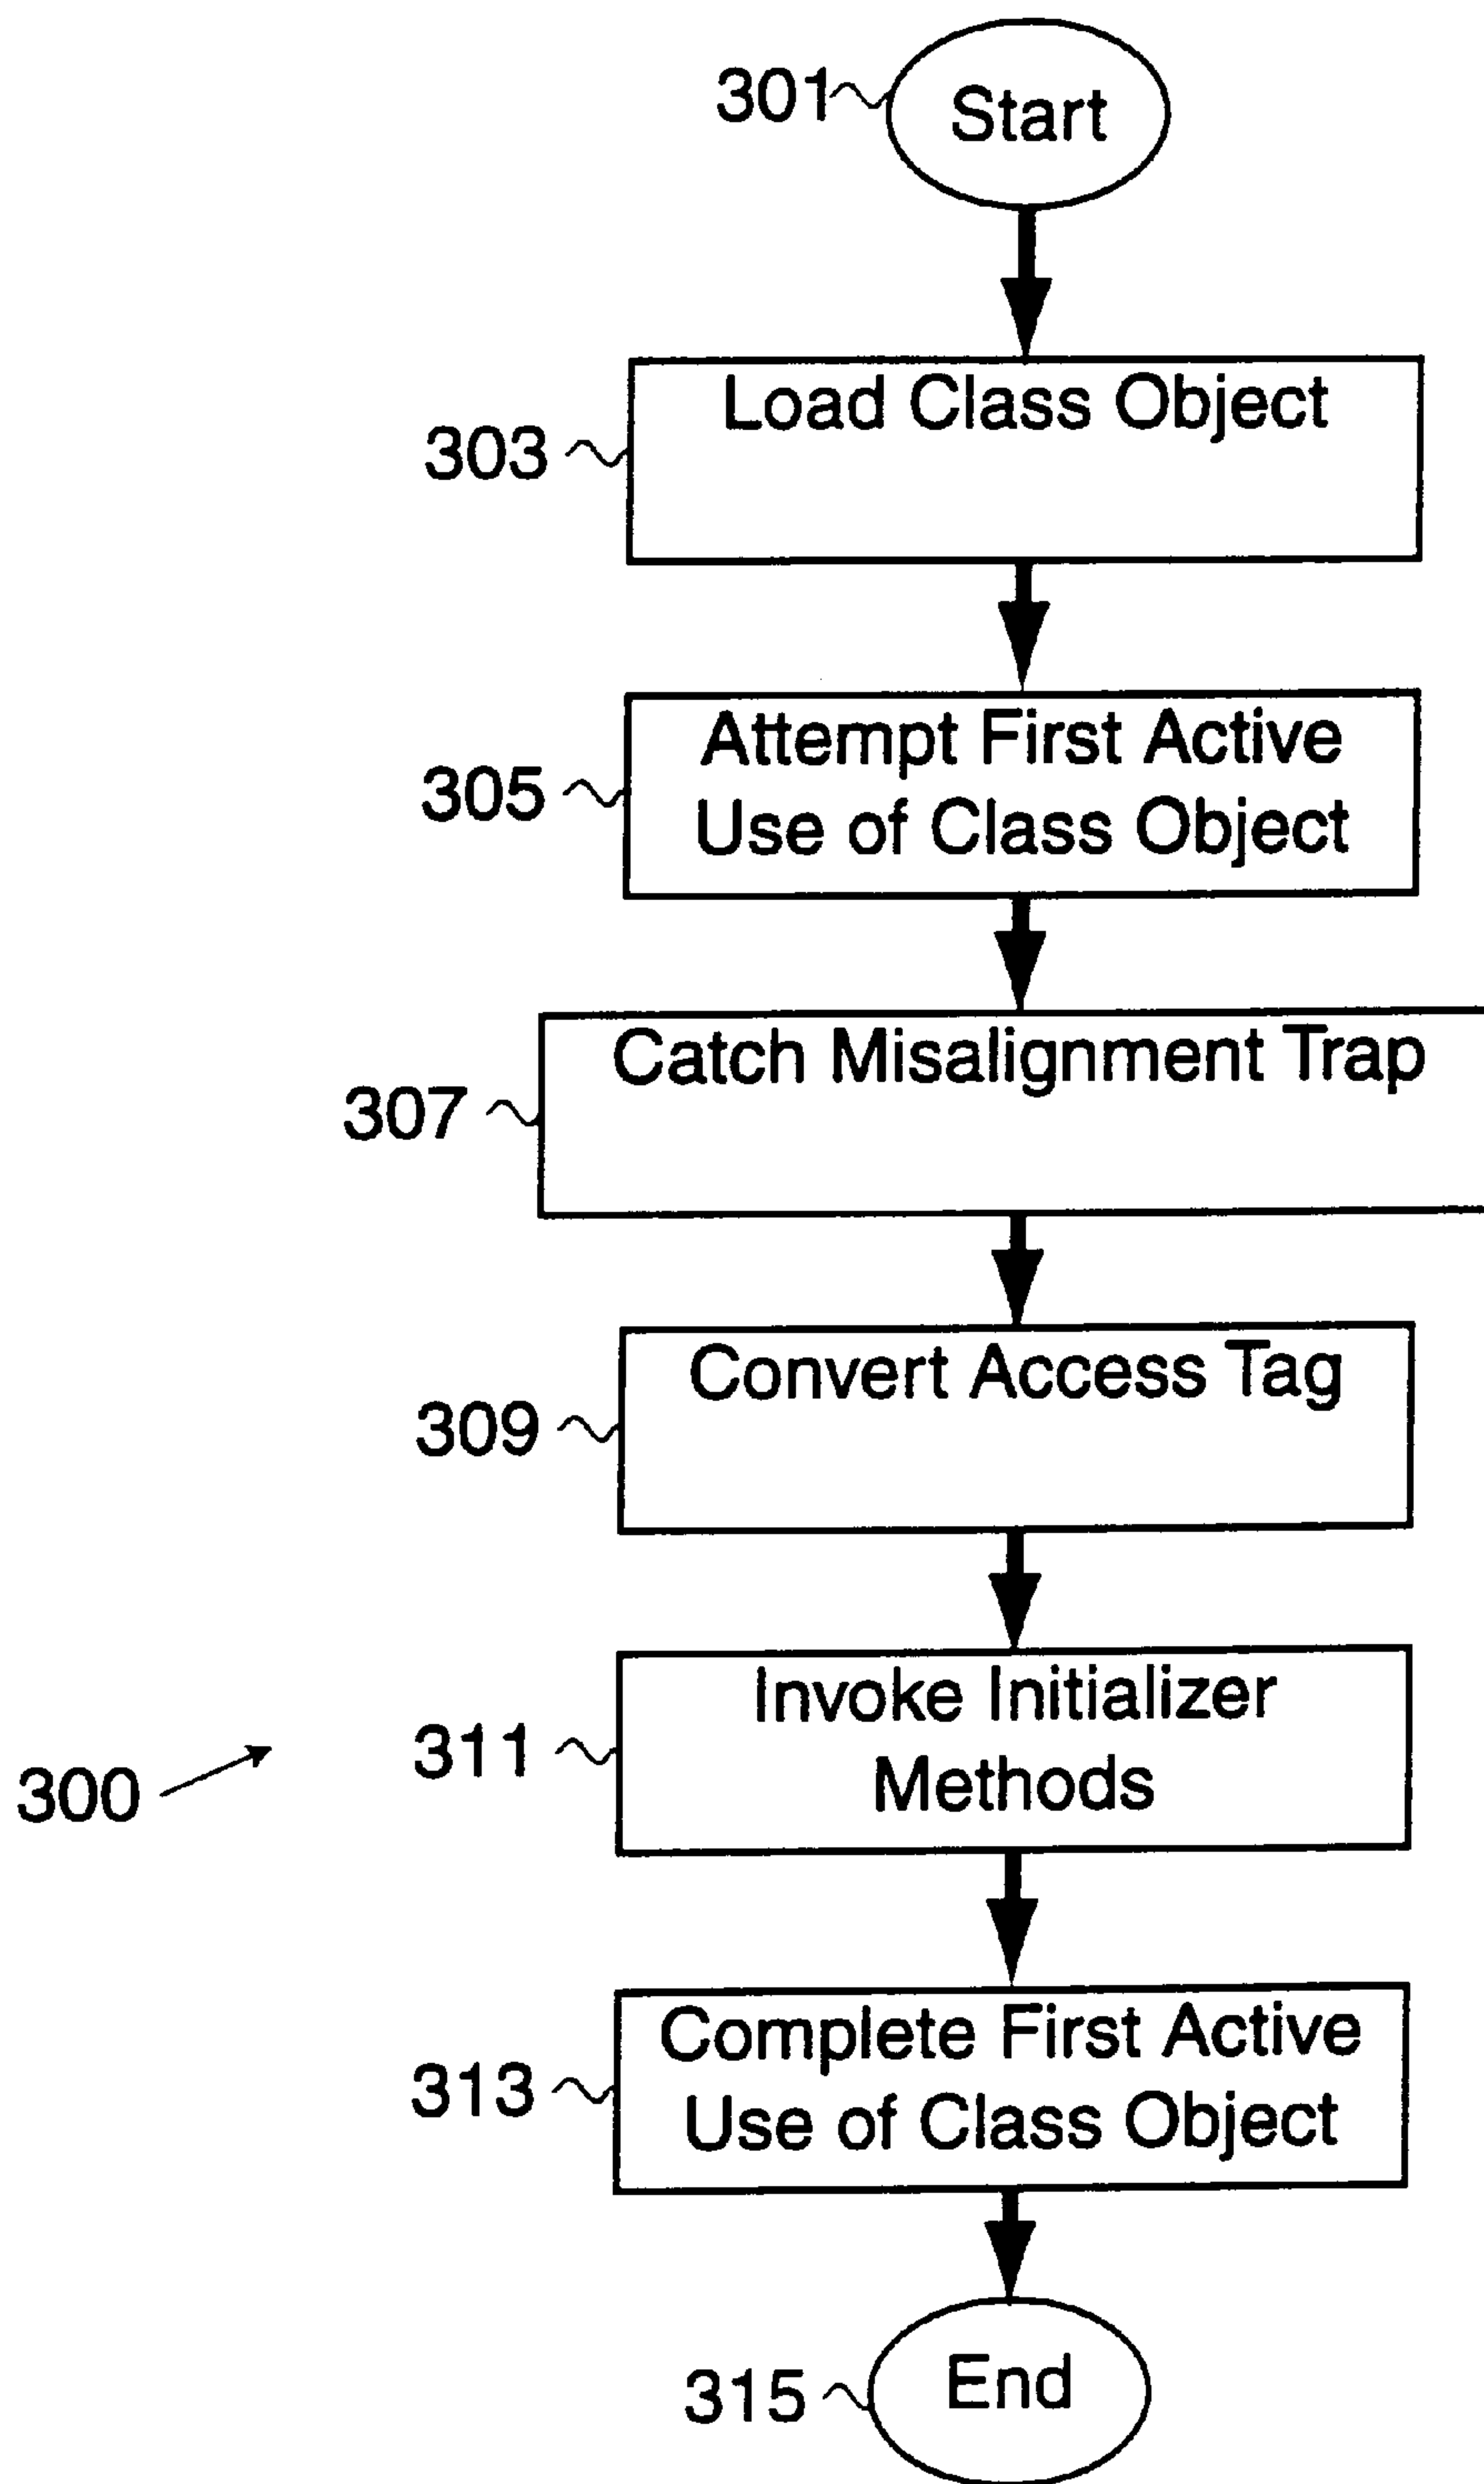 301
Start
Load Class Object
303
Attempt First Active
305
Use of Class Object
Catch Misalignment Trap
307
Convert Access Tag
309
Invoke Initializer
311
Methods
300
Complete First Active
313
Use of Class Object
315
End